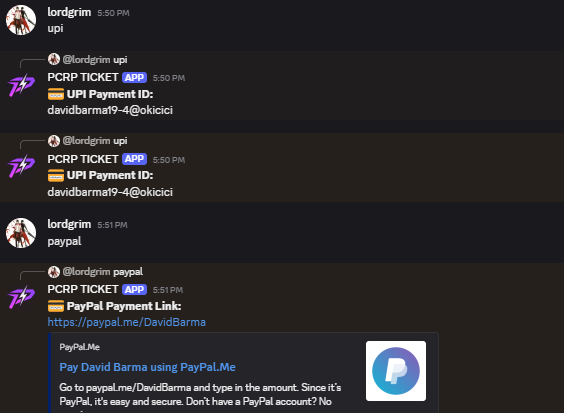 lordgrim 5:50 PM
upi
@lordgrim upi
PCRP TICKET APP 5:50 PM
UPI Payment ID:
davidbarma19-4@okicici
@lordgrim upi
PCRP TICKET APP 5:50 PM
UPI Payment ID:
davidbarma19-4@okicici
lordgrim 5:51 PM
paypal
@lordgrim paypal
PCRP TICKET APP 5:51 PM
PayPal Payment Link:
https://paypal.me/DavidBarma
PayPal.Me
Pay David Barma using PayPal.Me
Go to paypal.me/DavidBarma and type in the amount. Since it's
PayPal, it's easy and secure. Don't have a PayPal account? No